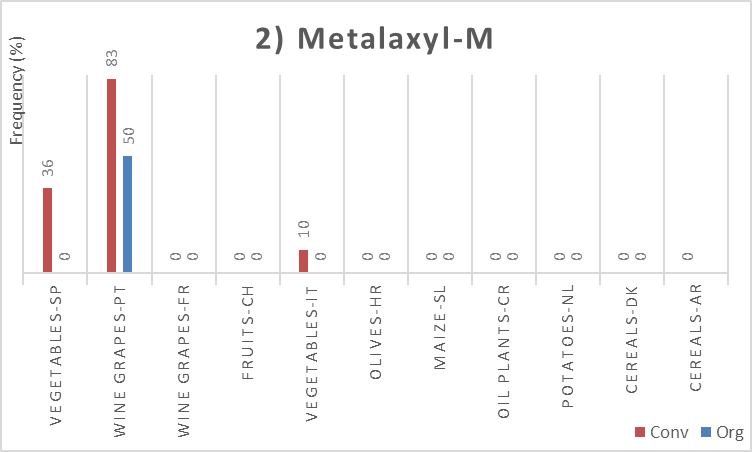 2) Metalaxyl-M
Frequency (%)
36
0
83
50
0
0
0
0
10
0
0
0
0
0
0
0
0
0
0
0
0
VEGETABLES-SP
WINE GRAPES-PT
WINE GRAPES-FR
FRUITS-CH
VEGETABLES-IT
OLIVES-HR
MAIZE-SL
OIL PLANTS-CR
POTATOES-NL
CEREALS-DK
CEREALS-AR
Conv
Org